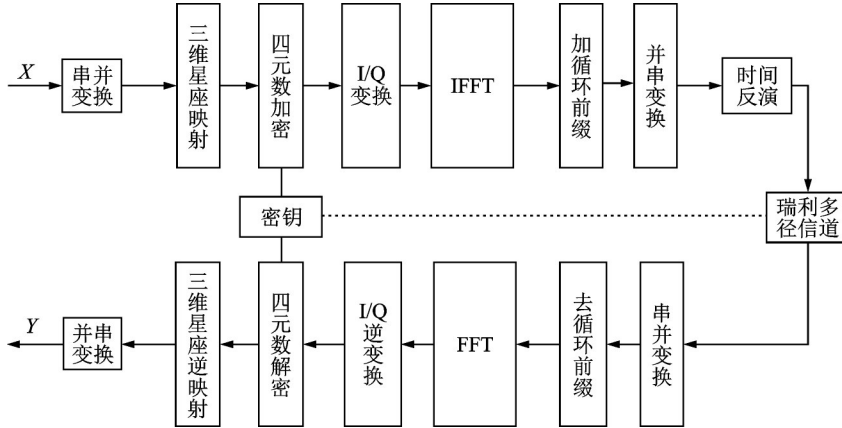 X
串并
变换
三维星座映射
四元数加密
I/Q
变换
IFFT
加循环前缀
并串变换
时间
反演
密钥
瑞利多
径信道
Y
并串
变换
三维星座逆映射
四元数解密
I/Q
逆变换
FFT
去循环前缀
串并变换